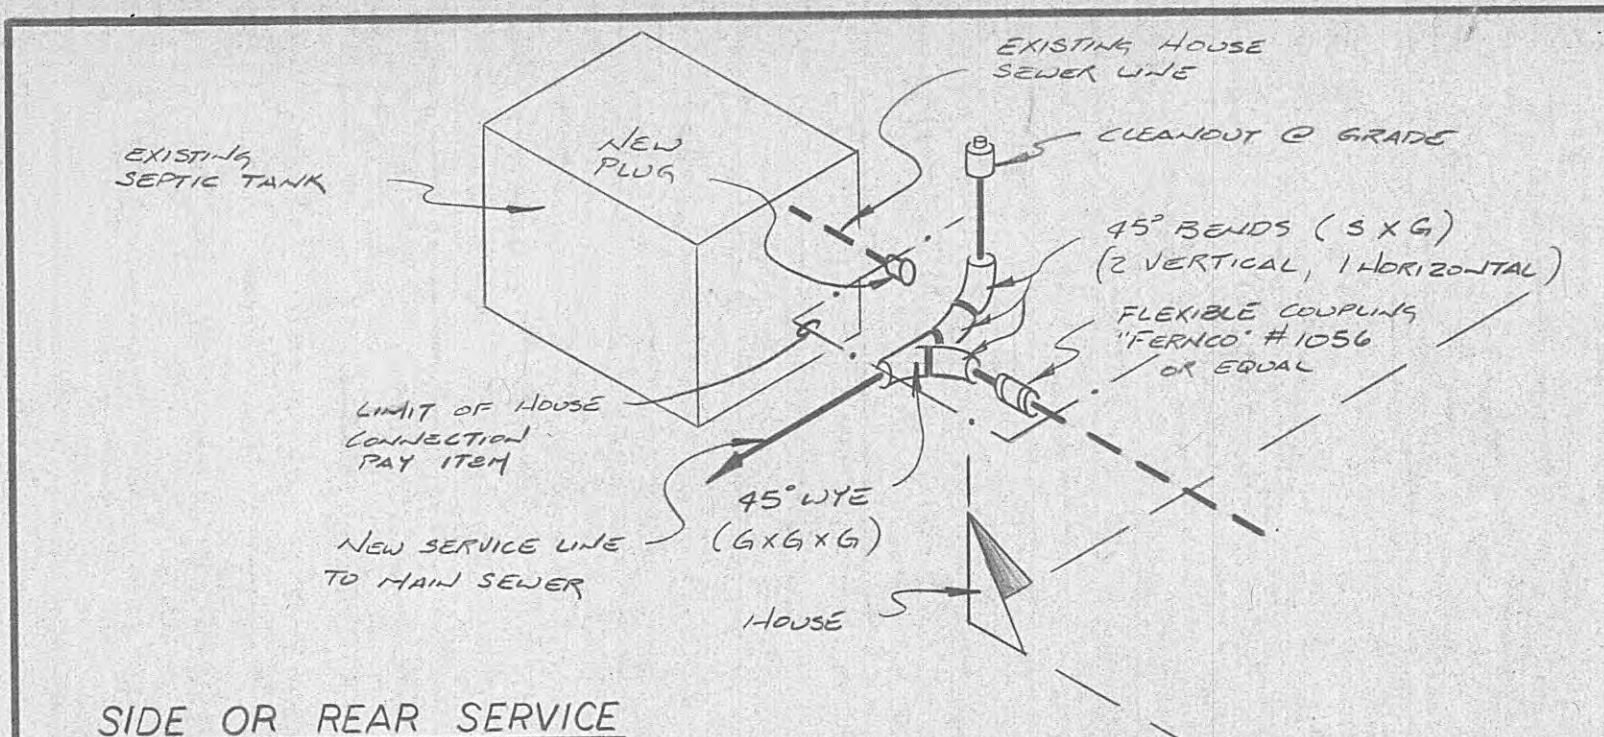 EXISTING HOUSE
SEWER LINE
CLEANOUT @ GRADE
EXISTING
SEPTIC TANK
NEW
PLUG
45° BENDS (S X G)
(2 VERTICAL, 1 HORIZONTAL)
FLEXIBLE COUPLING
"FERNCO" #1056
OR EQUAL
LIMIT OF HOUSE
CONNECTION
PAY ITEM
45° WYE
(G X G X G)
NEW SERVICE LINE
TO MAIN SEWER
HOUSE
SIDE OR REAR SERVICE